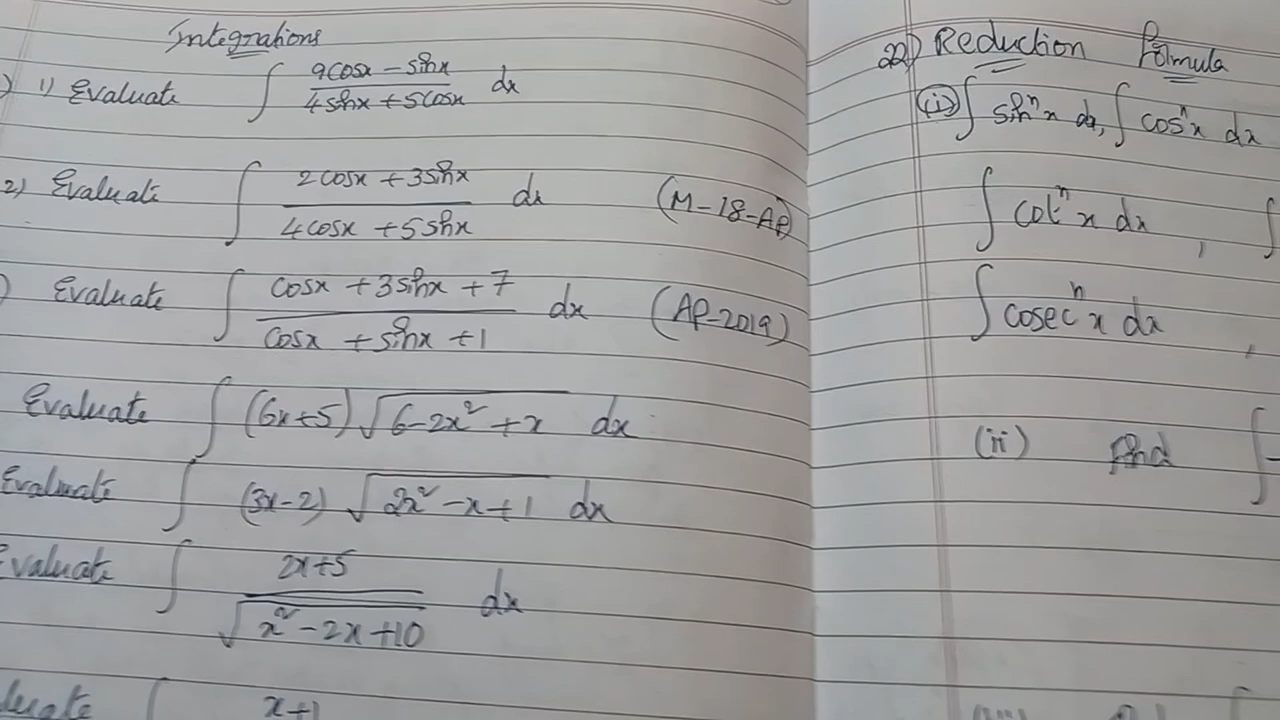 Integrations
) 1) Evaluate ∫ (9cosx - sinx)/(4sinx + 5cosx) dx
2) Evaluate ∫ (2cosx + 3sinx)/(4cosx + 5sinx) dx (M-18-AP)
) Evaluate ∫ (cosx + 3sinx + 7)/(cosx + sinx + 1) dx (AP-2019)
Evaluate ∫ (6x+5) √(6-2x²+x) dx
Evaluate ∫ (3x-2) √(2x²-x+1) dx
Evaluate ∫ (2x+5)/√(x²-2x+10) dx
luate ∫ x+1
22) Reduction Formula
(i) ∫ sinⁿx dx, ∫ cosⁿx dx
∫ cotⁿx dx , ∫
∫ cosecⁿx dx ,
(ii) find ∫